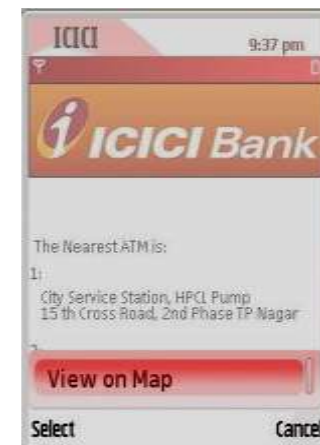 ICICI
9:37 pm
i ICICI Bank
The Nearest ATM is:
1:
City Service Station, HPCL Pump
15 th Cross Road, 2nd Phase TP Nagar
View on Map
Select
Cancel